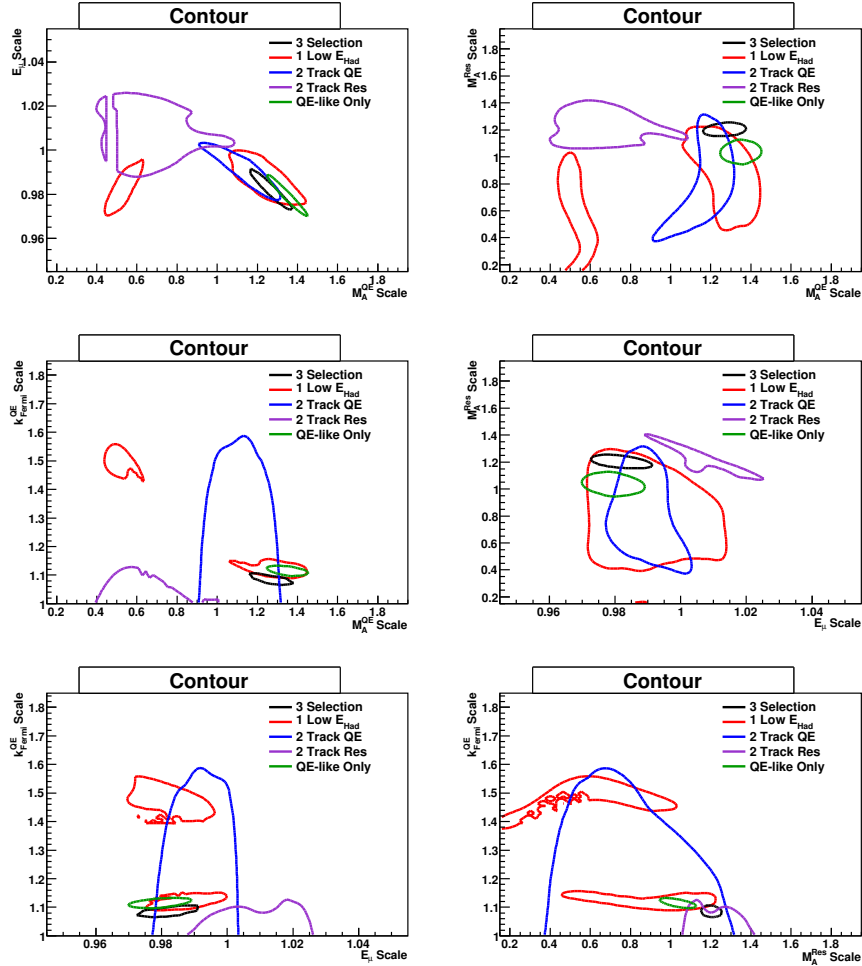 Contour
E_μ Scale
3 Selection
1 Low E_Had
2 Track QE
2 Track Res
QE-like Only
1.04
1.02
1
0.98
0.96
0.2 0.4 0.6 0.8 1 1.2 1.4 1.6 1.8
M_A^QE Scale
Contour
M_A^Res Scale
3 Selection
1 Low E_Had
2 Track QE
2 Track Res
QE-like Only
1.8
1.6
1.4
1.2
1
0.8
0.6
0.4
0.2
0.2 0.4 0.6 0.8 1 1.2 1.4 1.6 1.8
M_A^QE Scale
Contour
k_Fermi^QE Scale
3 Selection
1 Low E_Had
2 Track QE
2 Track Res
QE-like Only
1.8
1.7
1.6
1.5
1.4
1.3
1.2
1.1
1
0.2 0.4 0.6 0.8 1 1.2 1.4 1.6 1.8
M_A^QE Scale
Contour
M_A^Res Scale
3 Selection
1 Low E_Had
2 Track QE
2 Track Res
QE-like Only
1.8
1.6
1.4
1.2
1
0.8
0.6
0.4
0.2
0.96 0.98 1 1.02 1.04
E_μ Scale
Contour
k_Fermi^QE Scale
3 Selection
1 Low E_Had
2 Track QE
2 Track Res
QE-like Only
1.8
1.7
1.6
1.5
1.4
1.3
1.2
1.1
1
0.96 0.98 1 1.02 1.04
E_μ Scale
Contour
k_Fermi^QE Scale
3 Selection
1 Low E_Had
2 Track QE
2 Track Res
QE-like Only
1.8
1.7
1.6
1.5
1.4
1.3
1.2
1.1
1
0.2 0.4 0.6 0.8 1 1.2 1.4 1.6 1.8
M_A^Res Scale